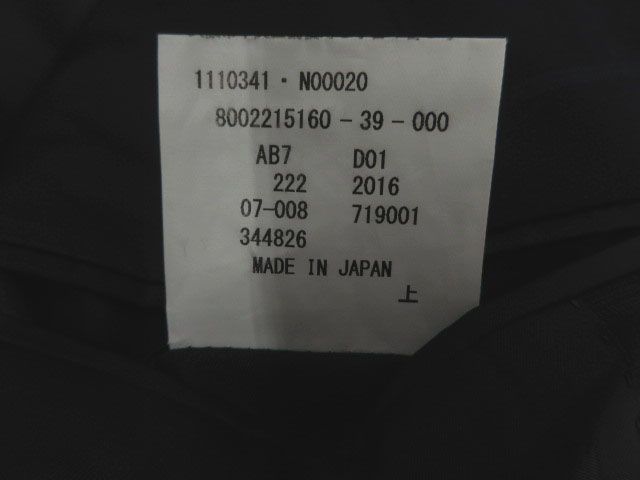 1110341・N00020
8002215160-39-000
AB7 D01
222 2016
07-008 719001
344826
MADE IN JAPAN
上